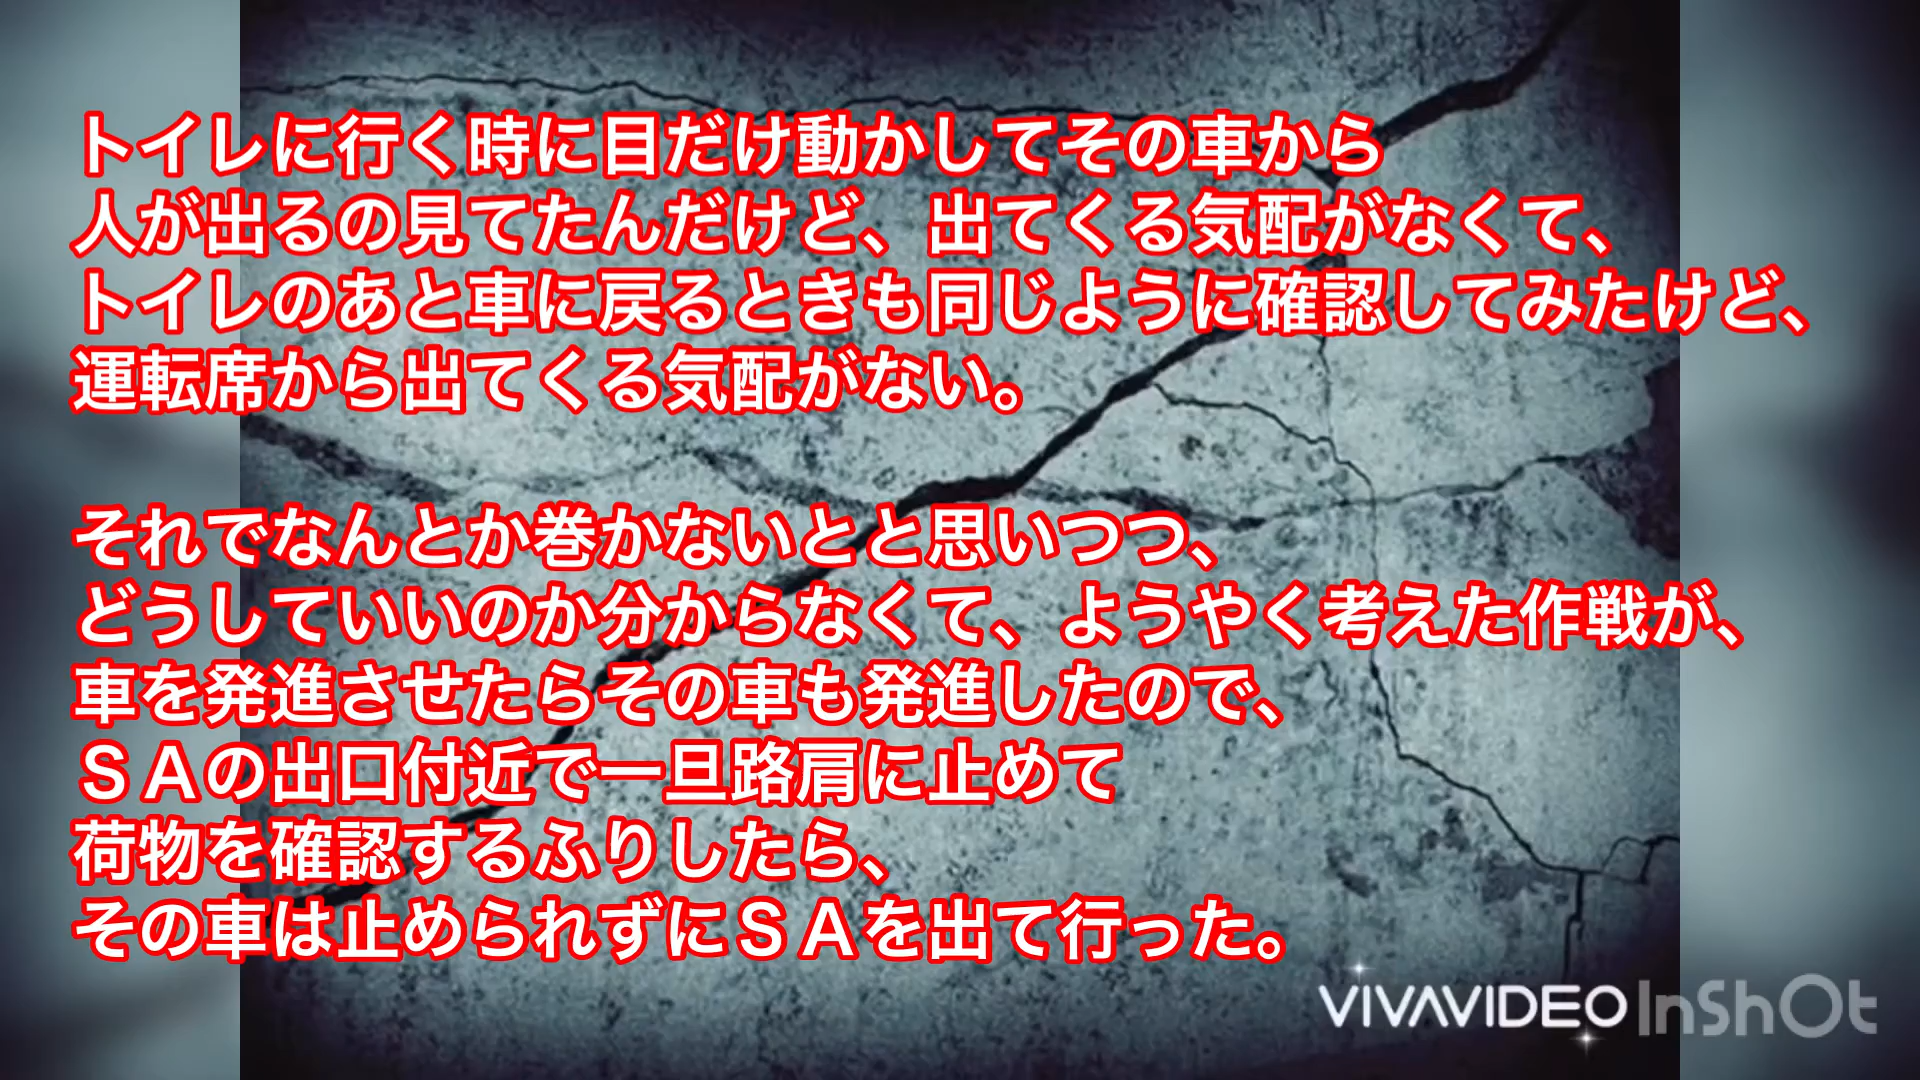 トイレに行く時に目だけ動かしてその車から
人が出るの見てたんだけど、出てくる気配がなくて、
トイレのあと車に戻るときも同じように確認してみたけど、
運転席から出てくる気配がない。
それでなんとか巻かないとと思いつつ、
どうしていいのか分からなくて、ようやく考えた作戦が、
車を発進させたらその車も発進したので、
ＳＡの出口付近で一旦路肩に止めて
荷物を確認するふりしたら、
その車は止められずにＳＡを出て行った。
VIVAVIDEO InShOt